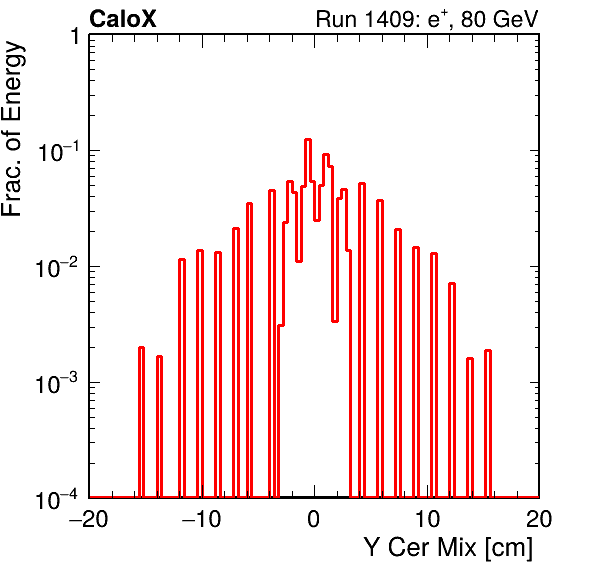 CaloX
Run 1409: e⁺, 80 GeV
Frac. of Energy
1
10⁻¹
10⁻²
10⁻³
10⁻⁴
−20
−10
0
10
20
Y Cer Mix [cm]